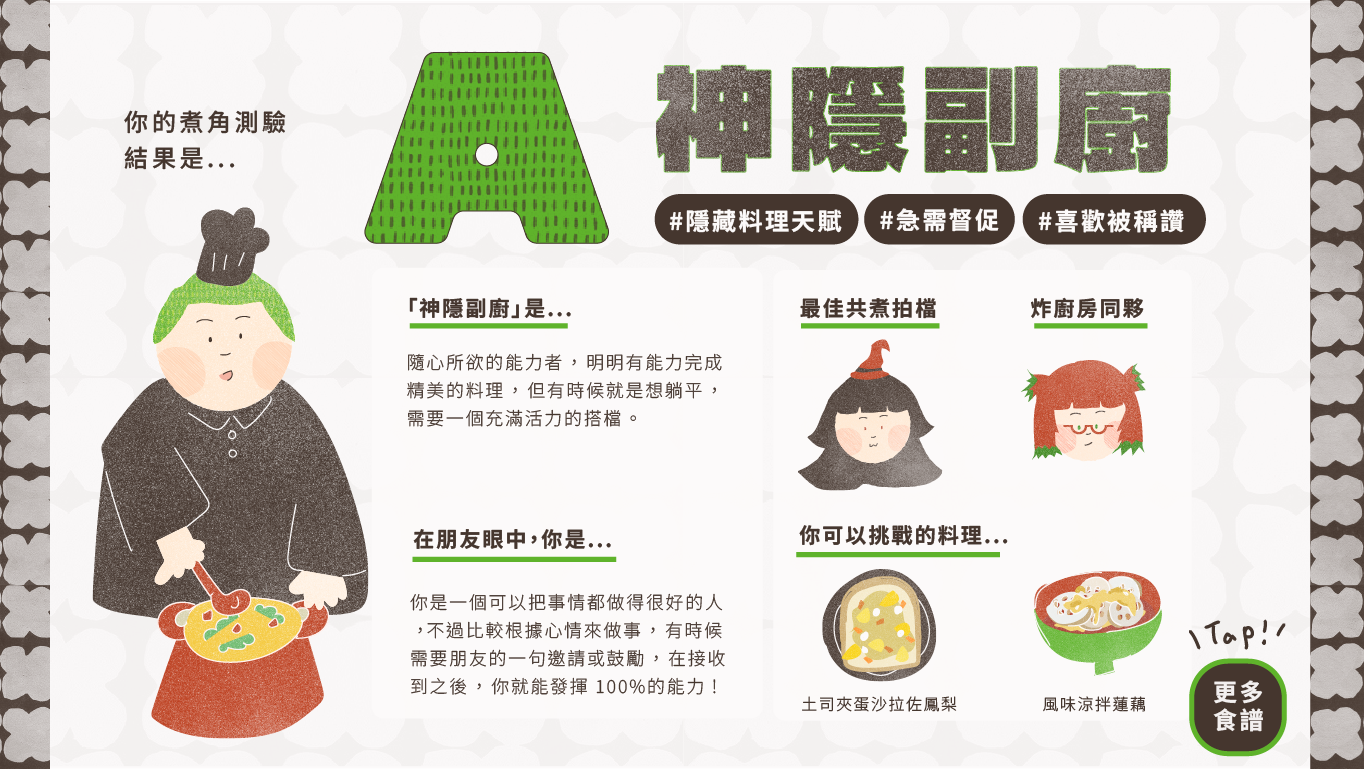 你的煮角測驗
結果是...
A
神隱副廚
#隱藏料理天賦 #急需督促 #喜歡被稱讚
「神隱副廚」是...
隨心所欲的能力者，明明有能力完成
精美的料理，但有時候就是想躺平，
需要一個充滿活力的搭檔。
在朋友眼中，你是...
你是一個可以把事情都做得很好的人
，不過比較根據心情來做事，有時候
需要朋友的一句邀請或鼓勵，在接收
到之後，你就能發揮 100%的能力！
最佳共煮拍檔
炸廚房同夥
你可以挑戰的料理...
土司夾蛋沙拉佐鳳梨
風味涼拌蓮藕
\Tap!/
更多
食譜